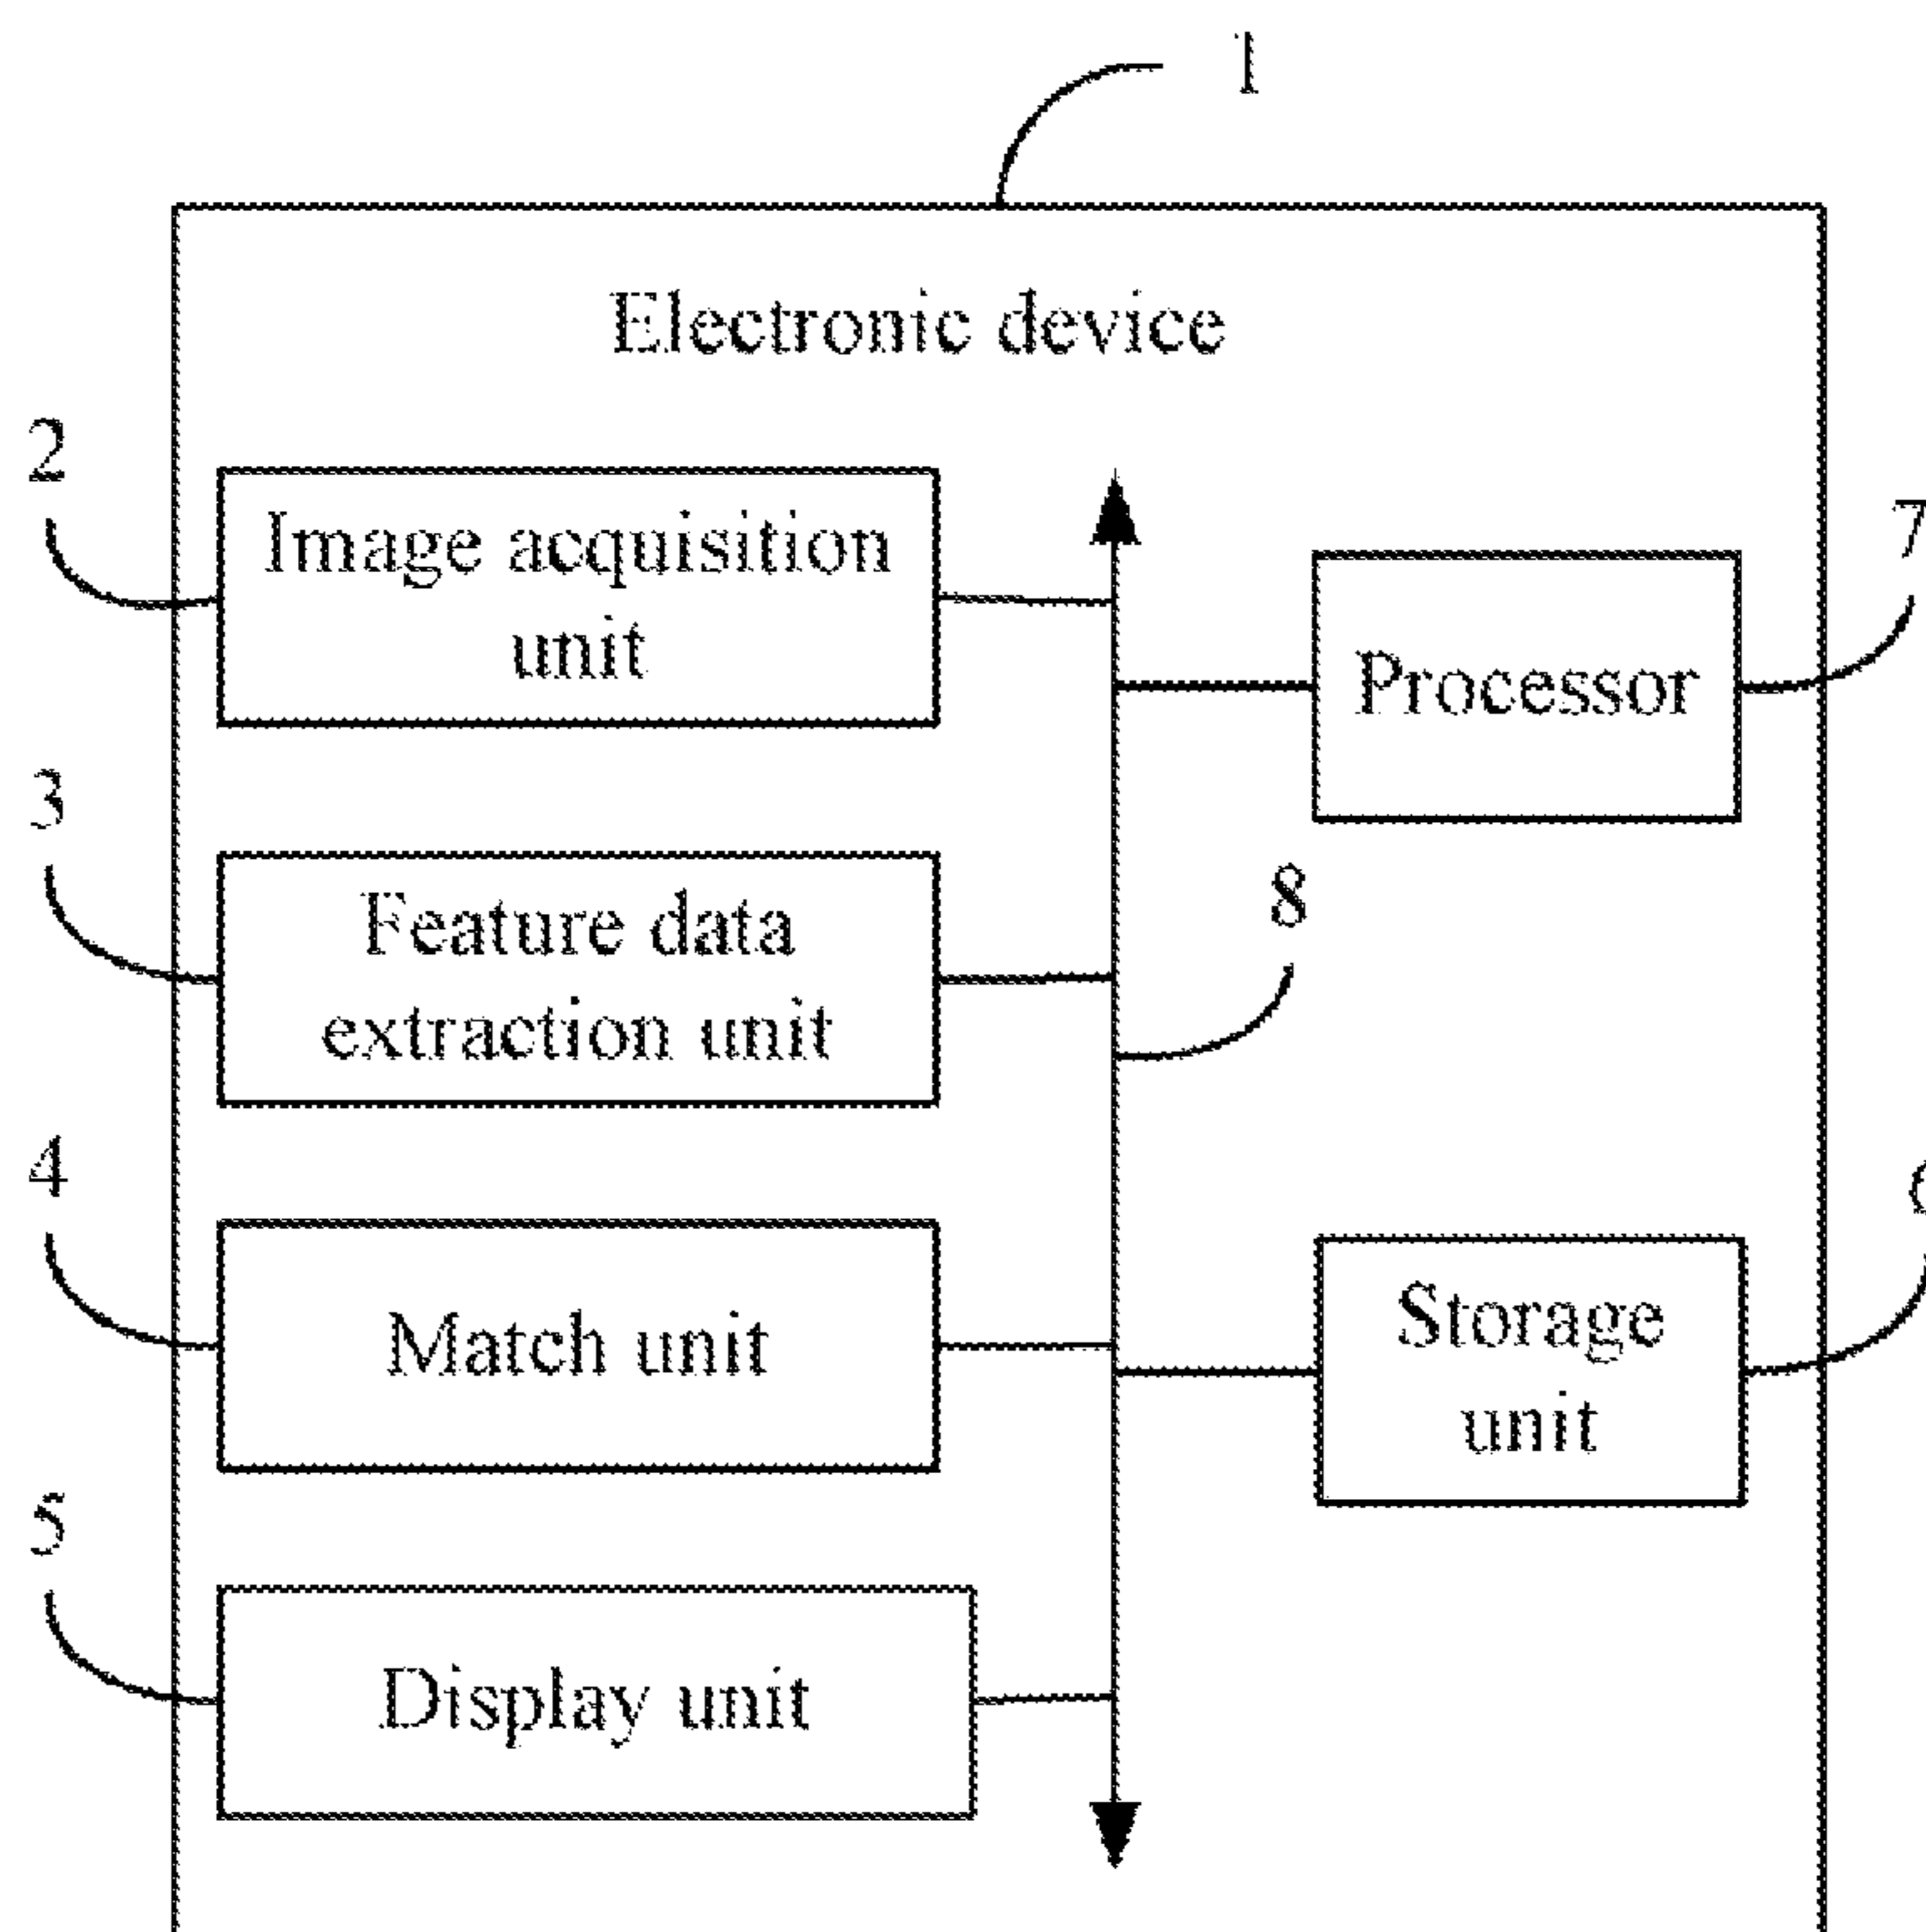 1
Electronic device
2
Image acquisition
unit
7
Processor
3
Feature data
extraction unit
8
4
Match unit
6
Storage
unit
5
Display unit